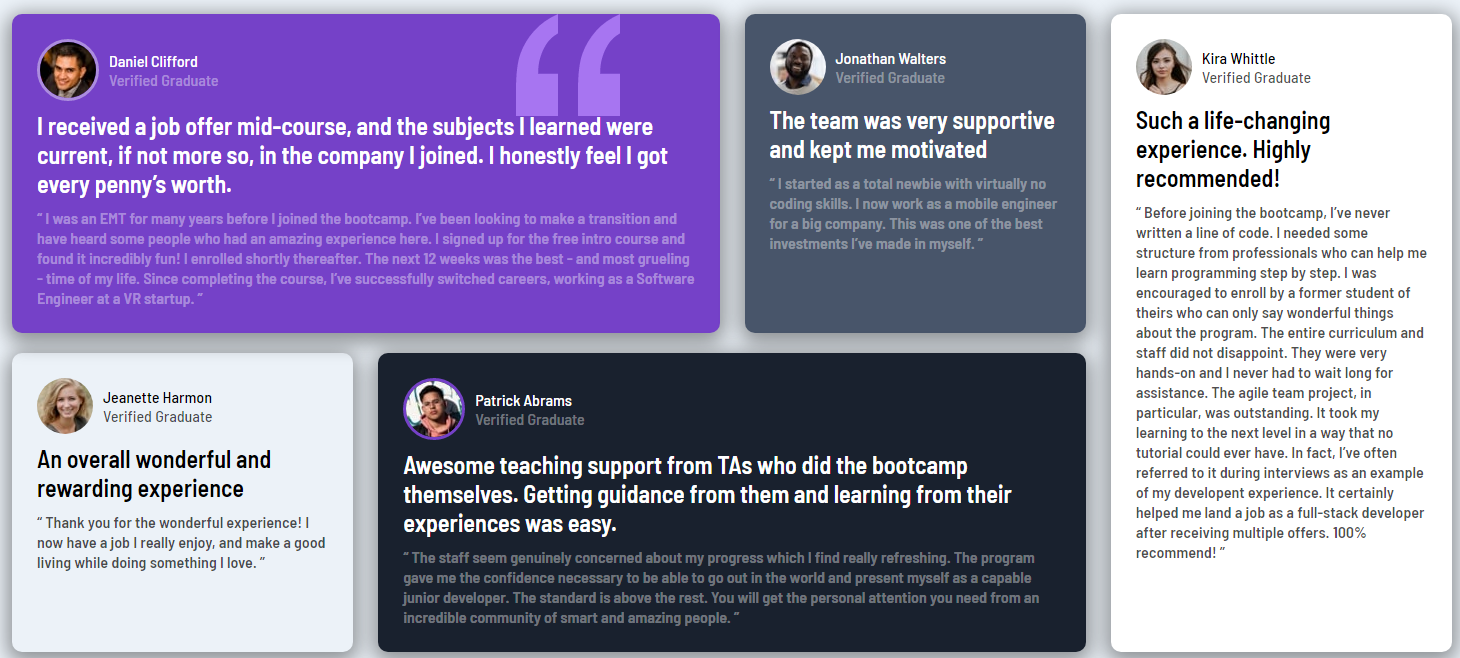 Daniel Clifford
Verified Graduate
I received a job offer mid-course, and the subjects I learned were
current, if not more so, in the company I joined. I honestly feel I got
every penny’s worth.
“ I was an EMT for many years before I joined the bootcamp. I’ve been looking to make a transition and
have heard some people who had an amazing experience here. I signed up for the free intro course and
found it incredibly fun! I enrolled shortly thereafter. The next 12 weeks was the best - and most grueling
- time of my life. Since completing the course, I’ve successfully switched careers, working as a Software
Engineer at a VR startup. ”
Jonathan Walters
Verified Graduate
The team was very supportive
and kept me motivated
“ I started as a total newbie with virtually no
coding skills. I now work as a mobile engineer
for a big company. This was one of the best
investments I’ve made in myself. ”
Kira Whittle
Verified Graduate
Such a life-changing
experience. Highly
recommended!
“ Before joining the bootcamp, I’ve never
written a line of code. I needed some
structure from professionals who can help me
learn programming step by step. I was
encouraged to enroll by a former student of
theirs who can only say wonderful things
about the program. The entire curriculum and
staff did not disappoint. They were very
hands-on and I never had to wait long for
assistance. The agile team project, in
particular, was outstanding. It took my
learning to the next level in a way that no
tutorial could ever have. In fact, I’ve often
referred to it during interviews as an example
of my developent experience. It certainly
helped me land a job as a full-stack developer
after receiving multiple offers. 100%
recommend! ”
Jeanette Harmon
Verified Graduate
An overall wonderful and
rewarding experience
“ Thank you for the wonderful experience! I
now have a job I really enjoy, and make a good
living while doing something I love. ”
Patrick Abrams
Verified Graduate
Awesome teaching support from TAs who did the bootcamp
themselves. Getting guidance from them and learning from their
experiences was easy.
“ The staff seem genuinely concerned about my progress which I find really refreshing. The program
gave me the confidence necessary to be able to go out in the world and present myself as a capable
junior developer. The standard is above the rest. You will get the personal attention you need from an
incredible community of smart and amazing people. ”